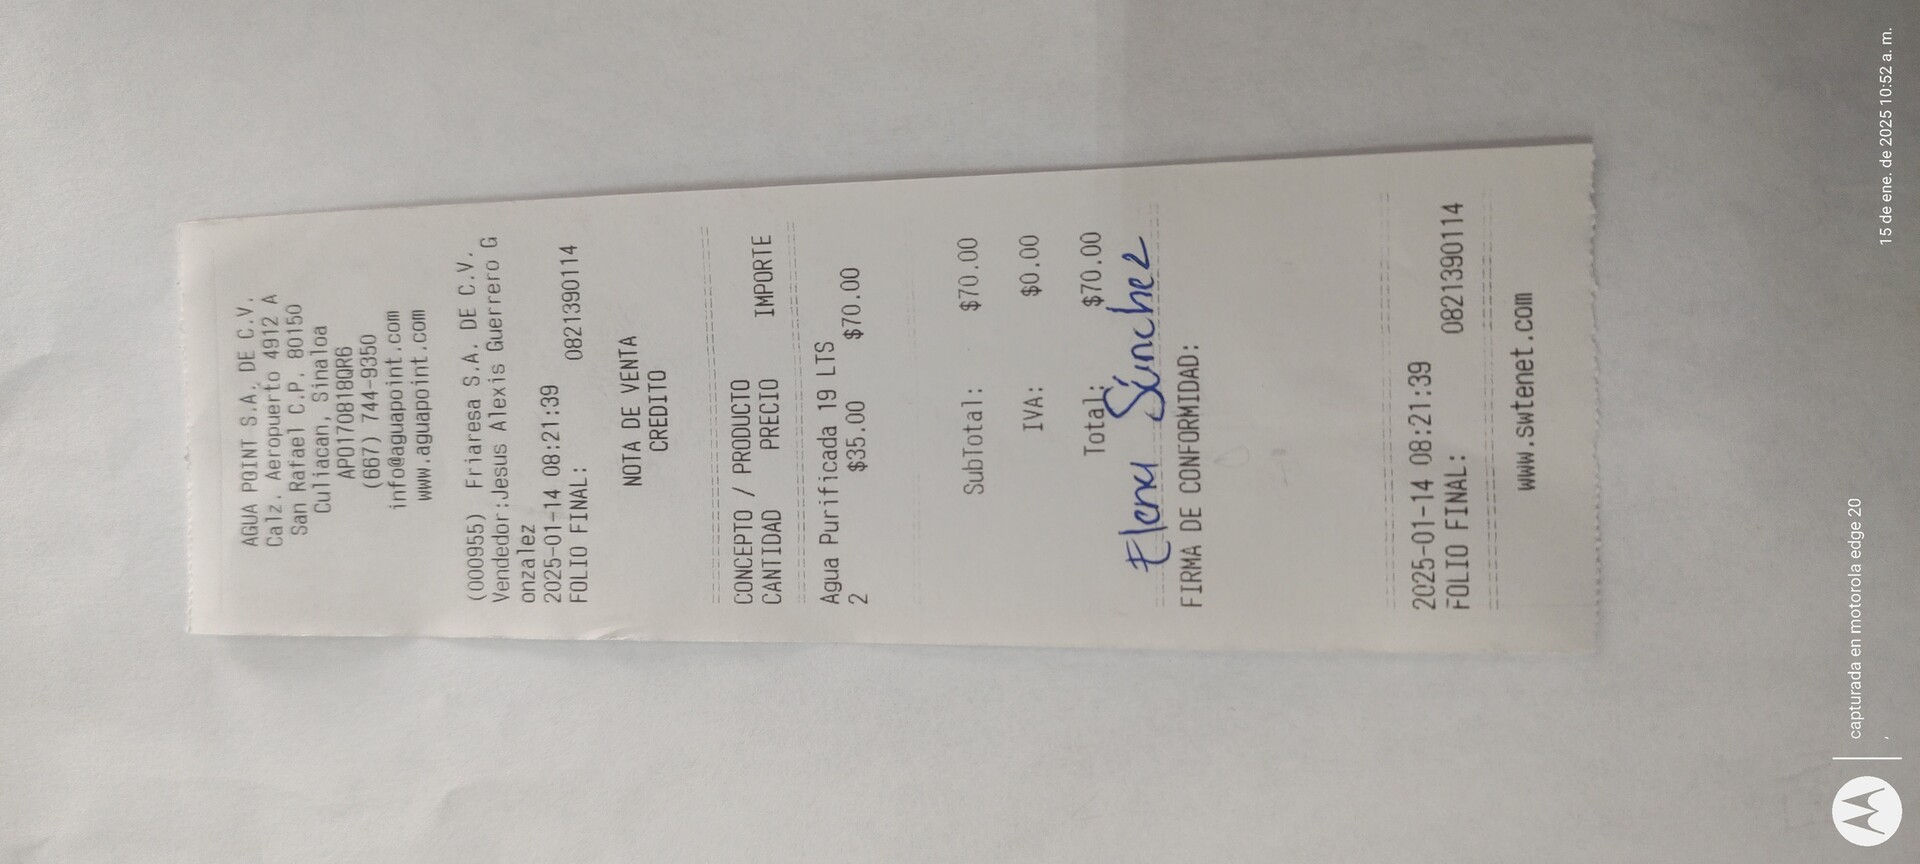 AGUA POINT S.A. DE C.V.
Calz. Aeropuerto 4912 A
San Rafael C.P. 80150
Culiacan, Sinaloa
APO170818QR6
(667) 744-9350
info@aguapoint.com
www.aguapoint.com
(000955) Friaresa S.A. DE C.V.
Vendedor:Jesus Alexis Guerrero G
onzalez
2025-01-14 08:21:39
FOLIO FINAL: 0821390114
NOTA DE VENTA
CREDITO
CONCEPTO / PRODUCTO
CANTIDAD PRECIO IMPORTE
Agua Purificada 19 LTS
2 $35.00 $70.00
SubTotal: $70.00
IVA: $0.00
Total: $70.00
Elena Sánchez
FIRMA DE CONFORMIDAD:
2025-01-14 08:21:39
FOLIO FINAL: 0821390114
www.swtenet.com
capturada en motorola edge 20
15 de ene. de 2025 10:52 a. m.